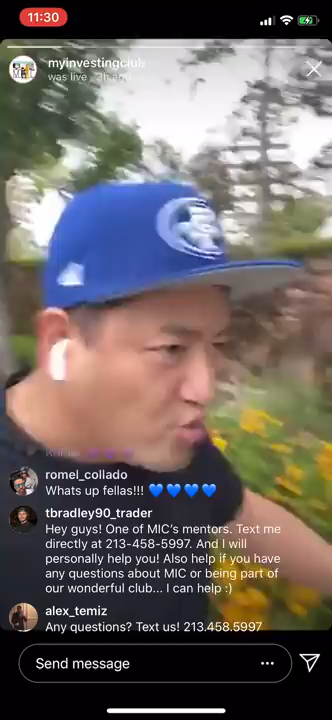 11:30
myinvestingclub
was live · 3h ago
romel_collado
Whats up fellas!!! 💙💙💙💙
tbradley90_trader
Hey guys! One of MIC's mentors. Text me
directly at 213-458-5997. And I will
personally help you! Also help if you have
any questions about MIC or being part of
our wonderful club... I can help :)
alex_temiz
Any questions? Text us! 213.458.5997
Send message